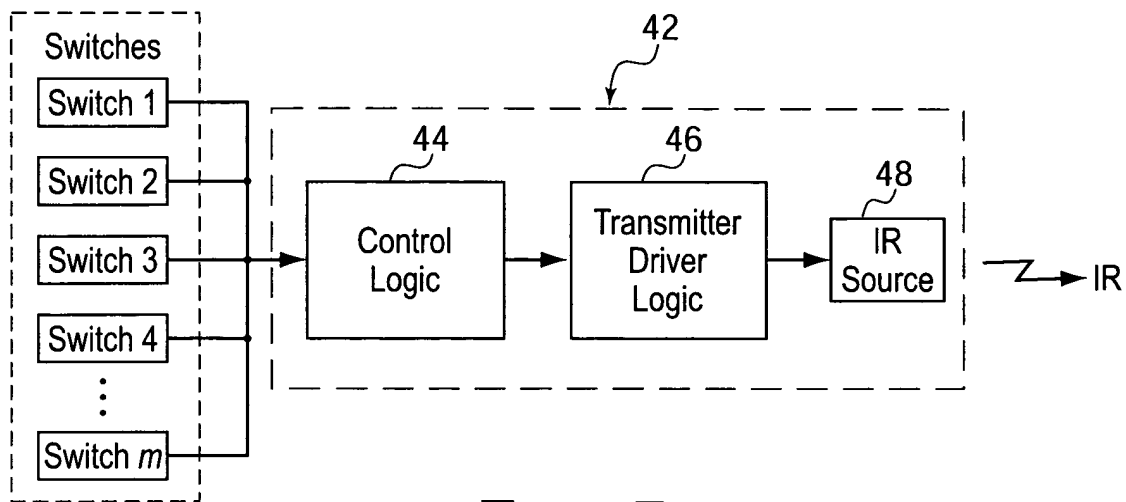 Switches
Switch 1
Switch 2
Switch 3
Switch 4
Switch m
42
44
Control
Logic
46
Transmitter
Driver
Logic
48
IR
Source
IR